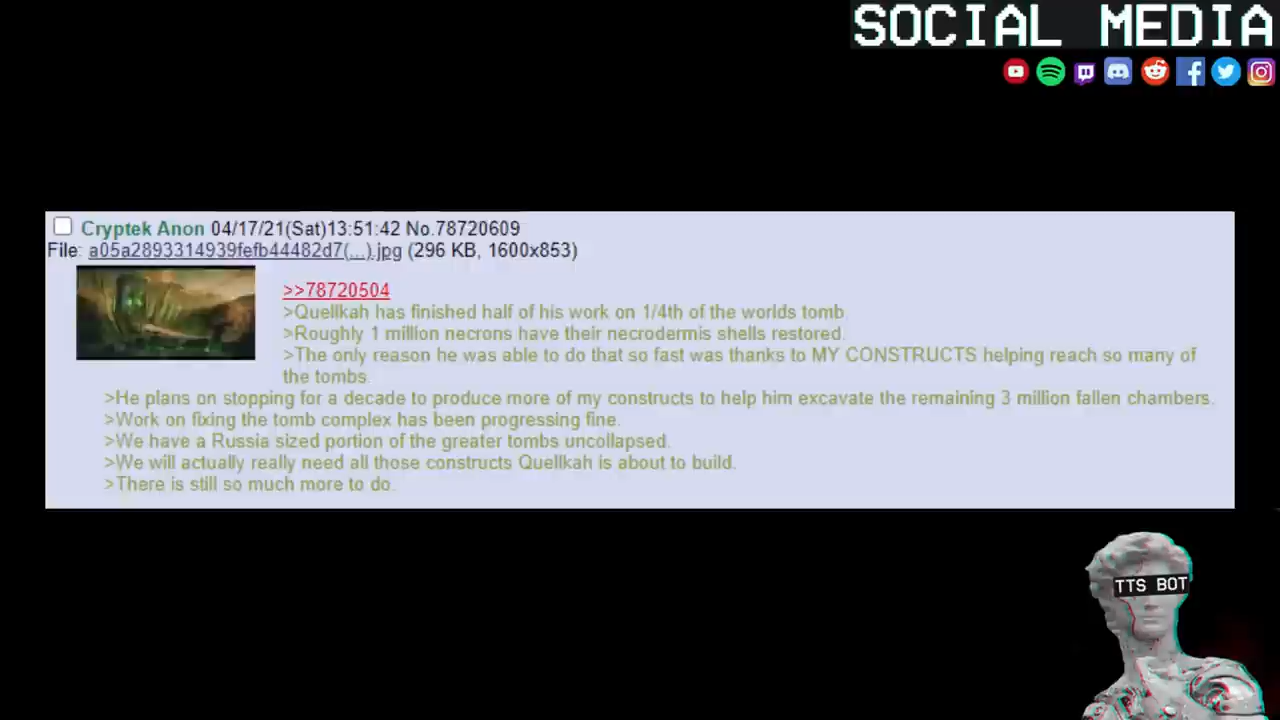 SOCIAL MEDIA
Cryptek Anon 04/17/21(Sat)13:51:42 No.78720609
File: a05a2893314939fefb44482d7(...).jpg (296 KB, 1600x853)
>>78720504
>Quellkah has finished half of his work on 1/4th of the worlds tomb.
>Roughly 1 million necrons have their necrodermis shells restored.
>The only reason he was able to do that so fast was thanks to MY CONSTRUCTS helping reach so many of
the tombs.
>He plans on stopping for a decade to produce more of my constructs to help him excavate the remaining 3 million fallen chambers.
>Work on fixing the tomb complex has been progressing fine.
>We have a Russia sized portion of the greater tombs uncollapsed.
>We will actually really need all those constructs Quellkah is about to build.
>There is still so much more to do.
TTS BOT